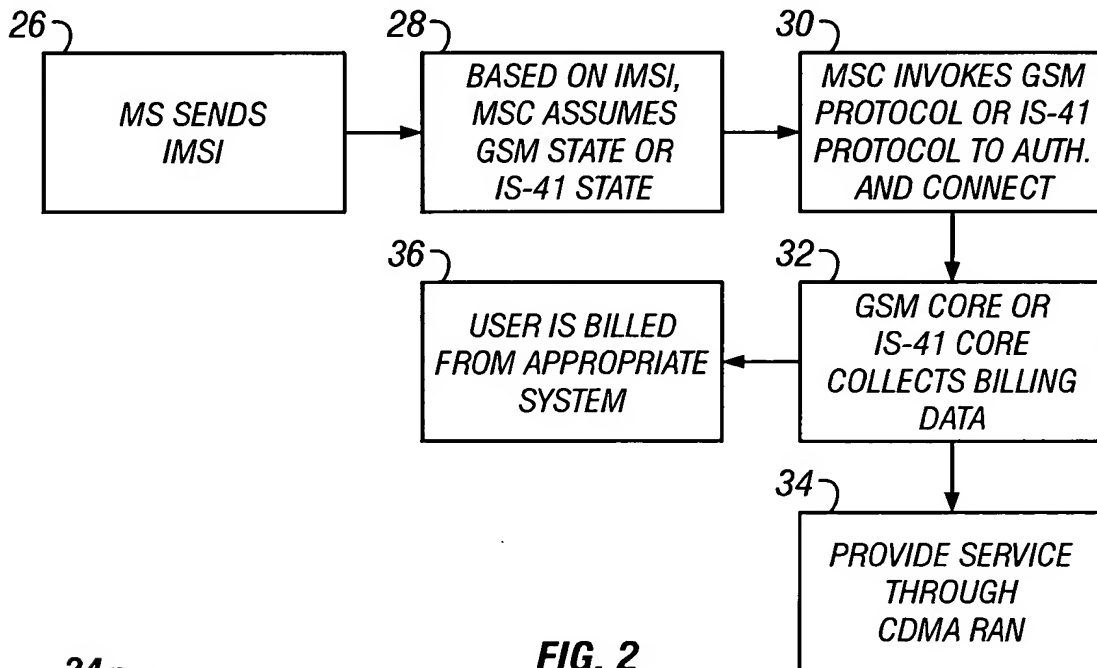 26
MS SENDS
IMSI
28
BASED ON IMSI,
MSC ASSUMES
GSM STATE OR
IS-41 STATE
30
MSC INVOKES GSM
PROTOCOL OR IS-41
PROTOCOL TO AUTH.
AND CONNECT
36
USER IS BILLED
FROM APPROPRIATE
SYSTEM
32
GSM CORE OR
IS-41 CORE
COLLECTS BILLING
DATA
34
PROVIDE SERVICE
THROUGH
CDMA RAN
FIG. 2